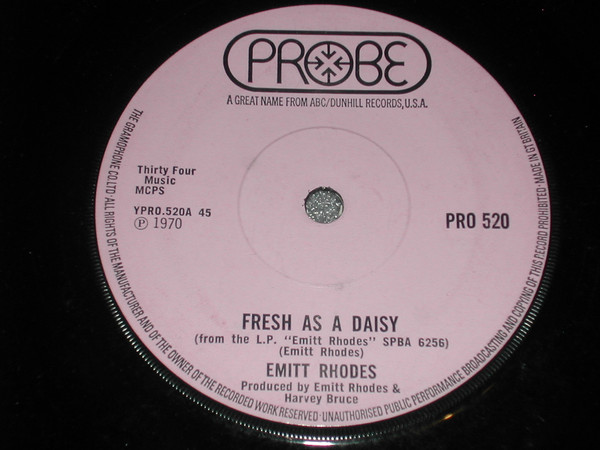 PROBE
A GREAT NAME FROM ABC/DUNHILL RECORDS, U.S.A.
Thirty Four
Music
MCPS
YPRO.520A 45
Ⓟ 1970
PRO 520
FRESH AS A DAISY
(from the L.P. "Emitt Rhodes" SPBA 6256)
(Emitt Rhodes)
EMITT RHODES
Produced by Emitt Rhodes &
Harvey Bruce
THE GRAMOPHONE CO. LTD. ALL RIGHTS OF THE MANUFACTURER AND OF THE OWNER OF THE RECORDED WORK RESERVED · UNAUTHORISED PUBLIC PERFORMANCE BROADCASTING AND COPYING OF THIS RECORD PROHIBITED · MADE IN GT BRITAIN